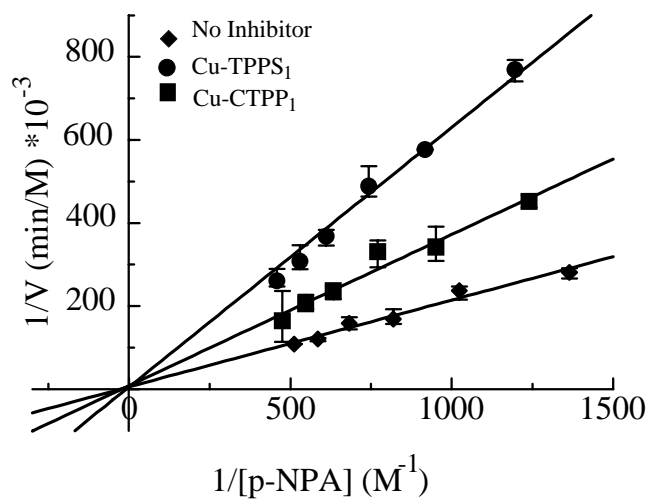 No Inhibitor
Cu-TPPS₁
Cu-CTPP₁
1/V (min/M) *10⁻³
800
600
400
200
0
500
1000
1500
1/[p-NPA] (M⁻¹)